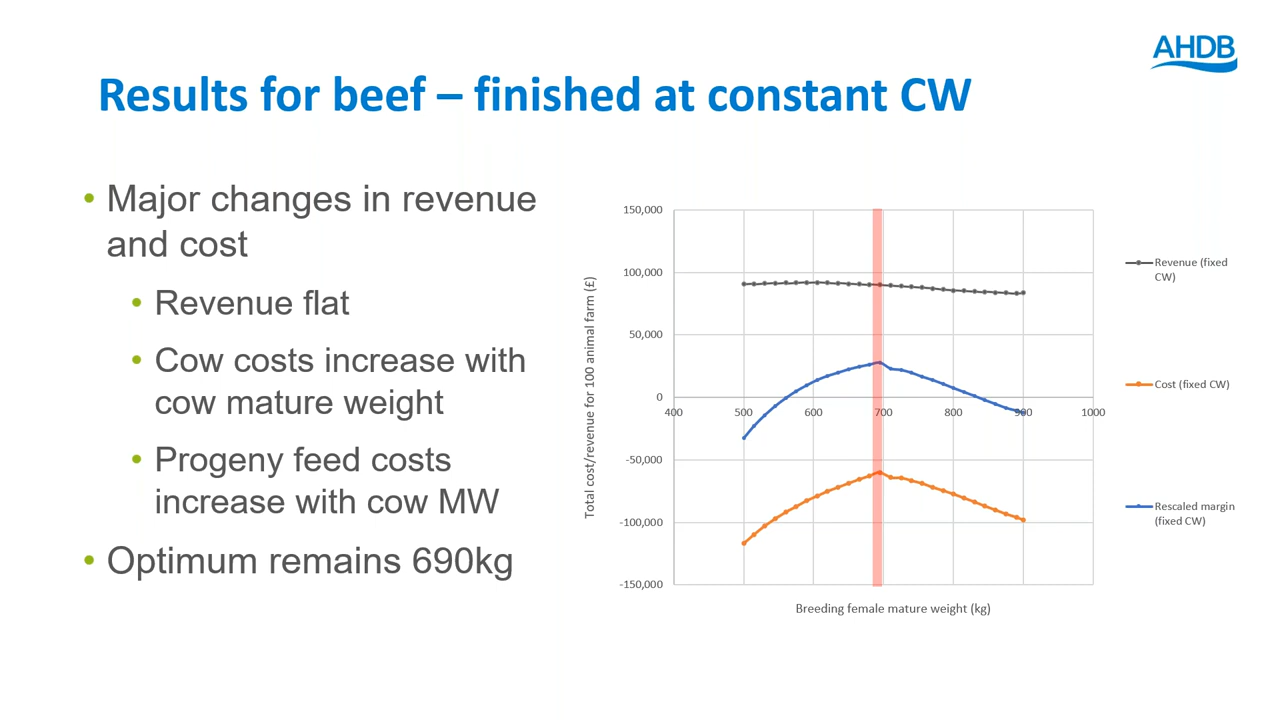 AHDB
Results for beef – finished at constant CW
• Major changes in revenue
and cost
• Revenue flat
• Cow costs increase with
cow mature weight
• Progeny feed costs
increase with cow MW
• Optimum remains 690kg
Total cost/revenue for 100 animal farm (£)
150,000
100,000
50,000
0
-50,000
-100,000
-150,000
400 500 600 700 800 900 1000
Breeding female mature weight (kg)
Revenue (fixed
CW)
Cost (fixed CW)
Rescaled margin
(fixed CW)